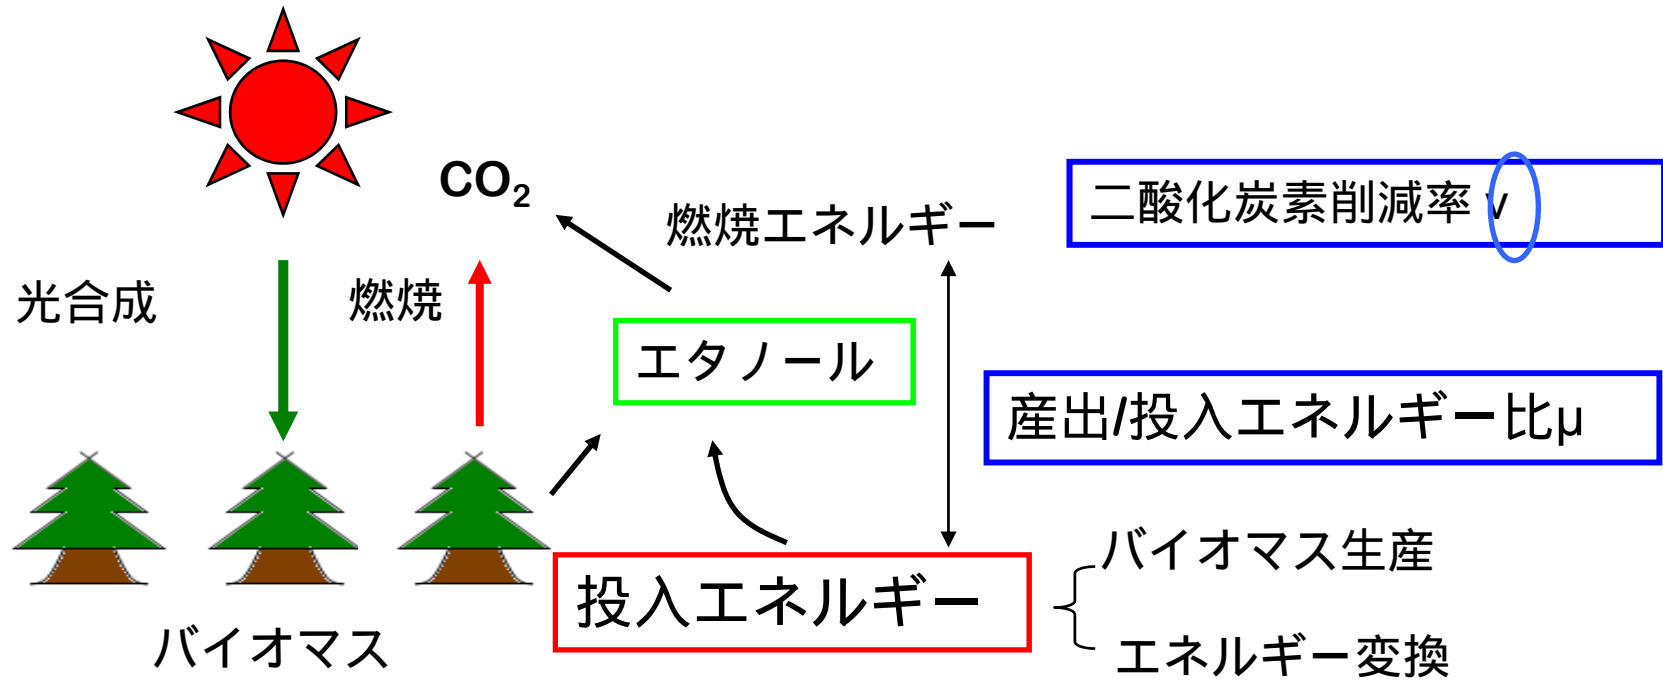 CO₂
二酸化炭素削減率 ν
燃焼エネルギー
光合成
燃焼
エタノール
産出/投入エネルギー比μ
バイオマス生産
投入エネルギー
バイオマス
エネルギー変換